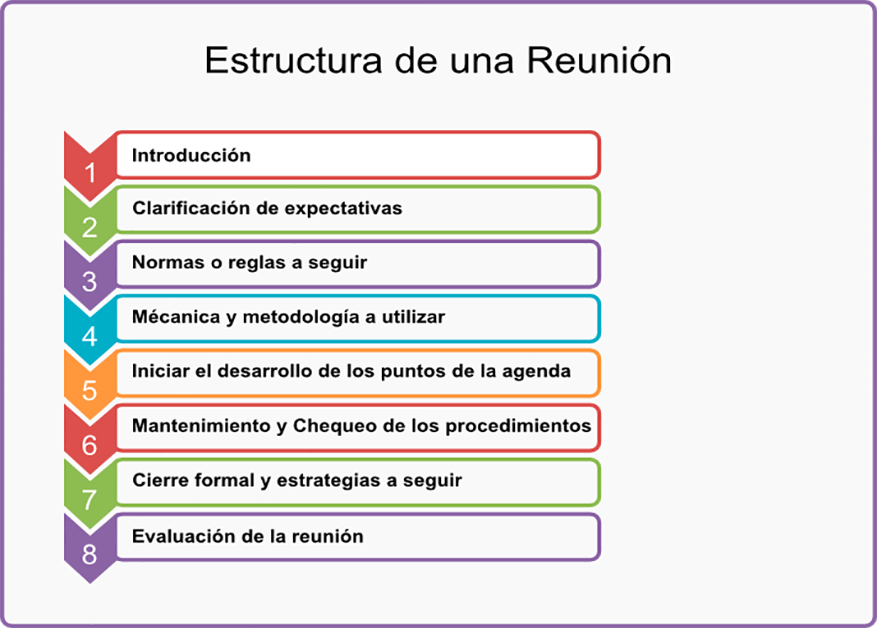 Estructura de una Reunión
1
Introducción
2
Clarificación de expectativas
3
Normas o reglas a seguir
4
Mécanica y metodología a utilizar
5
Iniciar el desarrollo de los puntos de la agenda
6
Mantenimiento y Chequeo de los procedimientos
7
Cierre formal y estrategias a seguir
8
Evaluación de la reunión